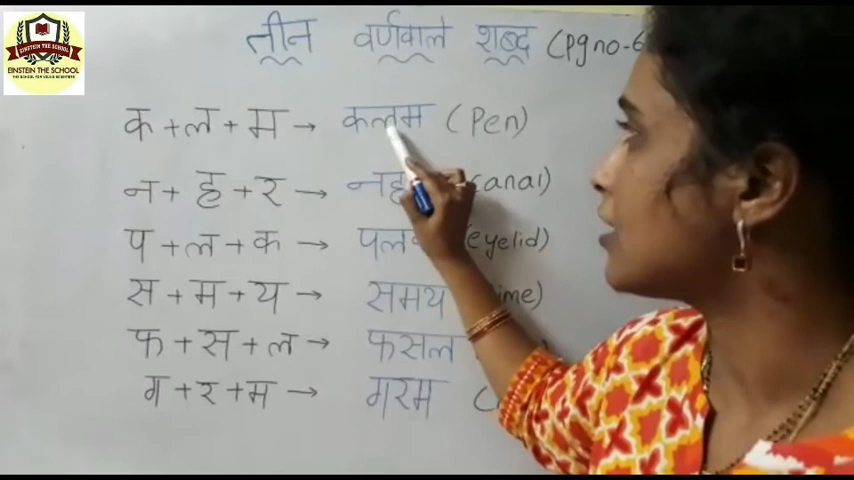 EINSTEIN THE SCHOOL
EINSTEIN THE SCHOOL
तीन वर्णवाले शब्द (Pg no-6
क + ल + म → कलम (Pen)
न + ह + र → नह canal)
प + ल + क → पल (eyelid)
स + म + य → समय ime)
फ + स + ल → फसल
ग + र + म → गरम (